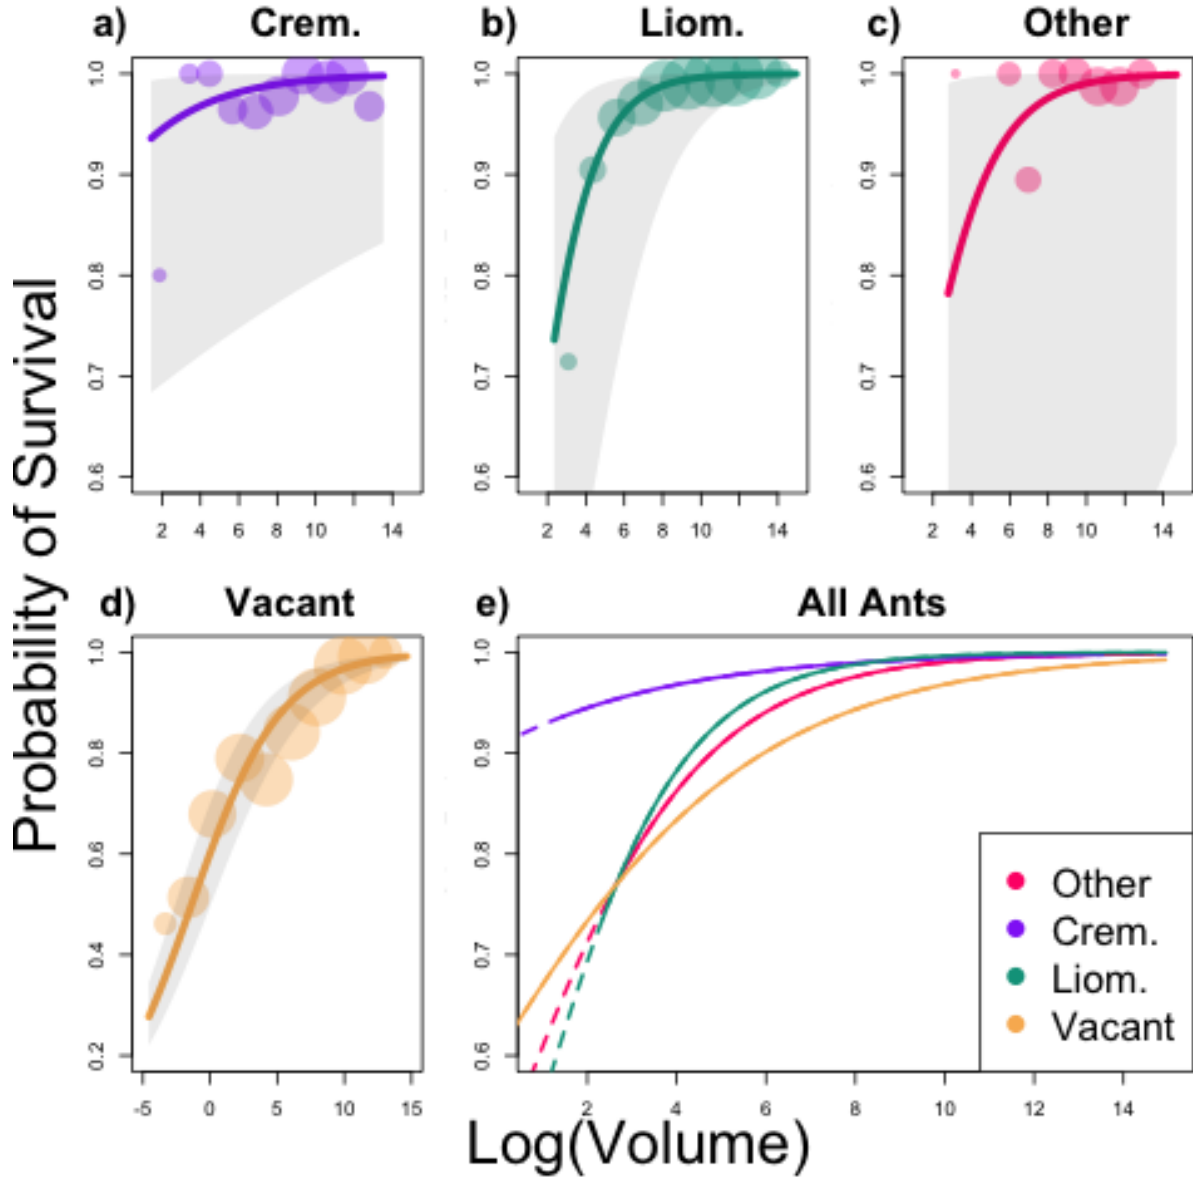 a) Crem.
b) Liom.
c) Other
1.0
0.9
0.8
0.7
0.6
2 4 6 8 10 14
1.0
0.9
0.8
0.7
0.6
2 4 6 8 10 14
1.0
0.9
0.8
0.7
0.6
2 4 6 8 10 14
Probability of Survival
d) Vacant
e) All Ants
1.0
0.8
0.6
0.4
0.2
-5 0 5 10 15
1.0
0.9
0.8
0.7
0.6
2 4 6 8 10 12 14
Other
Crem.
Liom.
Vacant
Log(Volume)